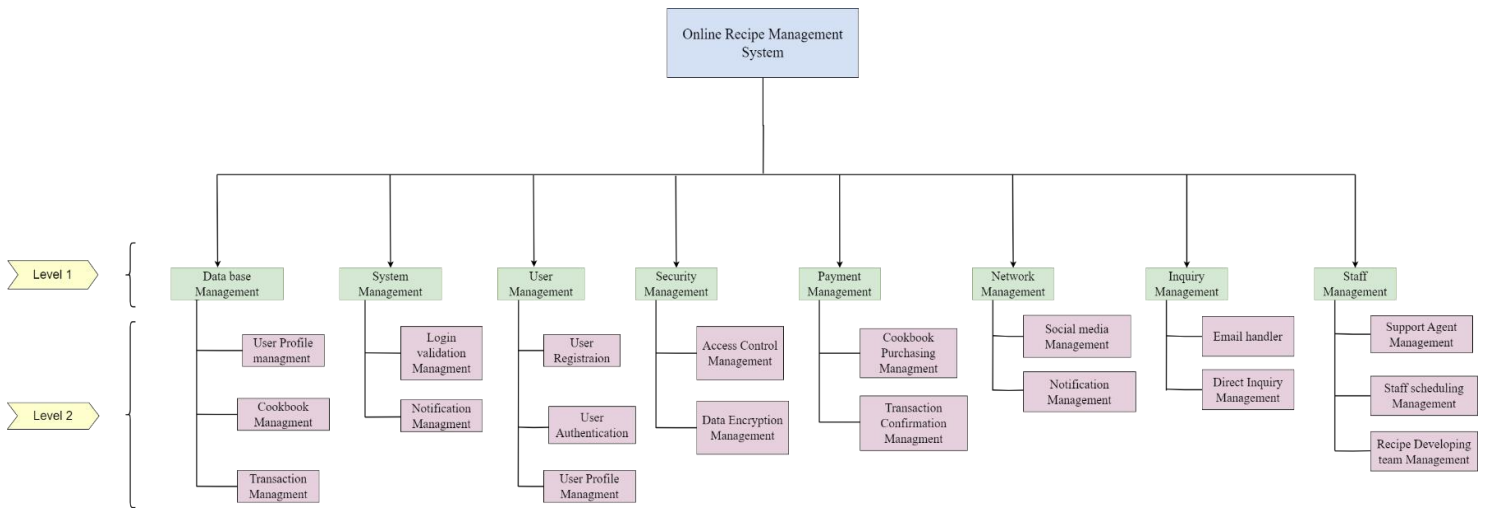 Online Recipe Management
System
Level 1
Data base
Management
System
Management
User
Management
Security
Management
Payment
Management
Network
Management
Inquiry
Management
Staff
Management
Level 2
User Profile
managment
Cookbook
Managment
Transaction
Managment
Login
validation
Managment
Notification
Managment
User
Registraion
User
Authentication
User Profile
Managment
Access Control
Management
Data Encryption
Management
Cookbook
Purchasing
Managment
Transaction
Confirmation
Managment
Social media
Management
Notification
Management
Email handler
Direct Inquiry
Management
Support Agent
Management
Staff scheduling
Management
Recipe Developing
team Management